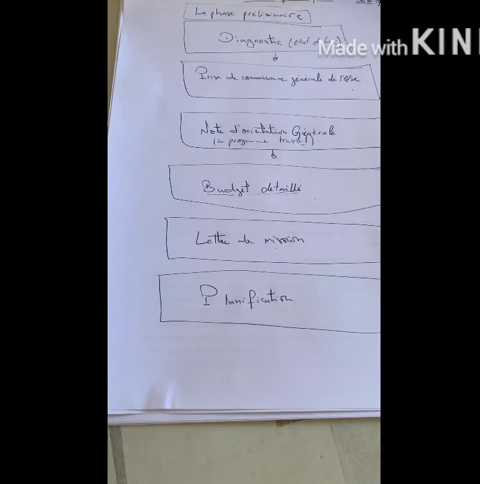 La phase préliminaire
Diagnostic
Made with KIN
Prise de connaissance générale de l'Ese
Note d'orientation Générale
(ou programme travail)
Budget détaillé
Lettre de mission
Planification